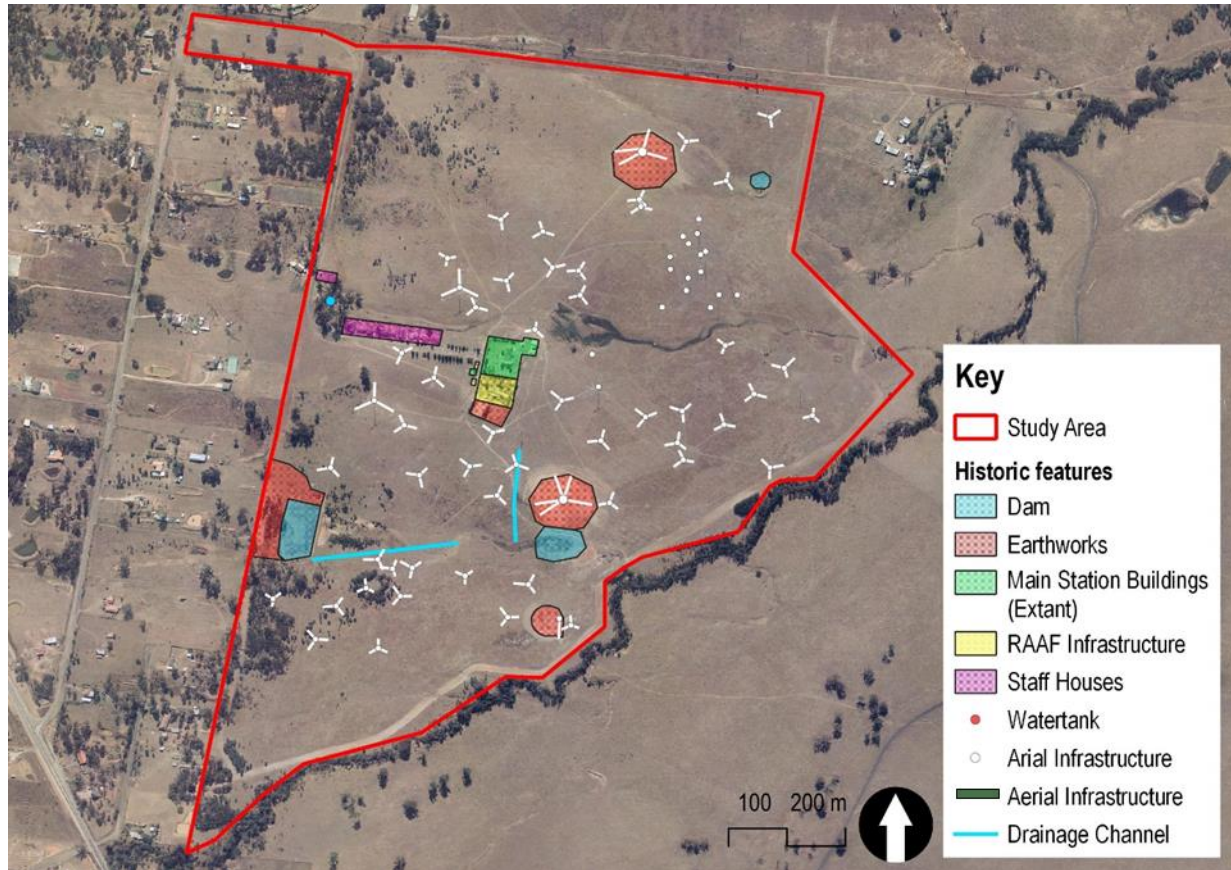 Key
Study Area
Historic features
Dam
Earthworks
Main Station Buildings
(Extant)
RAAF Infrastructure
Staff Houses
Watertank
Arial Infrastructure
Aerial Infrastructure
Drainage Channel
100 200 m